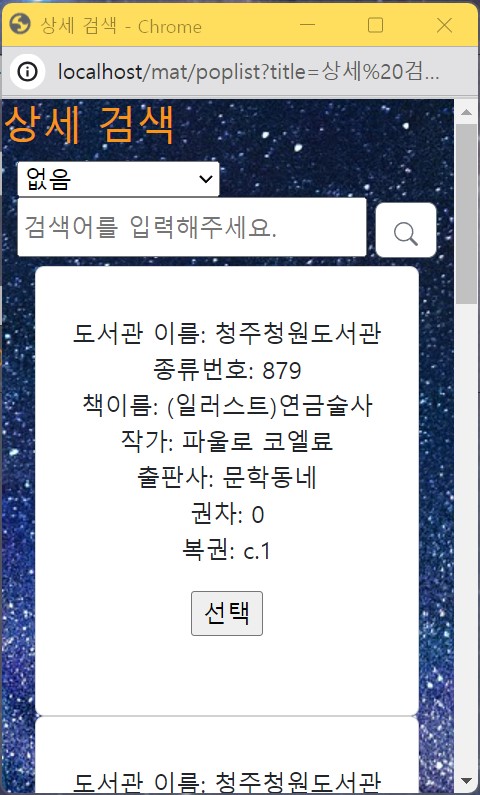 상세 검색 - Chrome
localhost/mat/poplist?title=상세%20검...
상세 검색
없음
검색어를 입력해주세요.
도서관 이름: 청주청원도서관
종류번호: 879
책이름: (일러스트)연금술사
작가: 파울로 코엘료
출판사: 문학동네
권차: 0
복권: c.1
선택
도서관 이름: 청주청원도서관